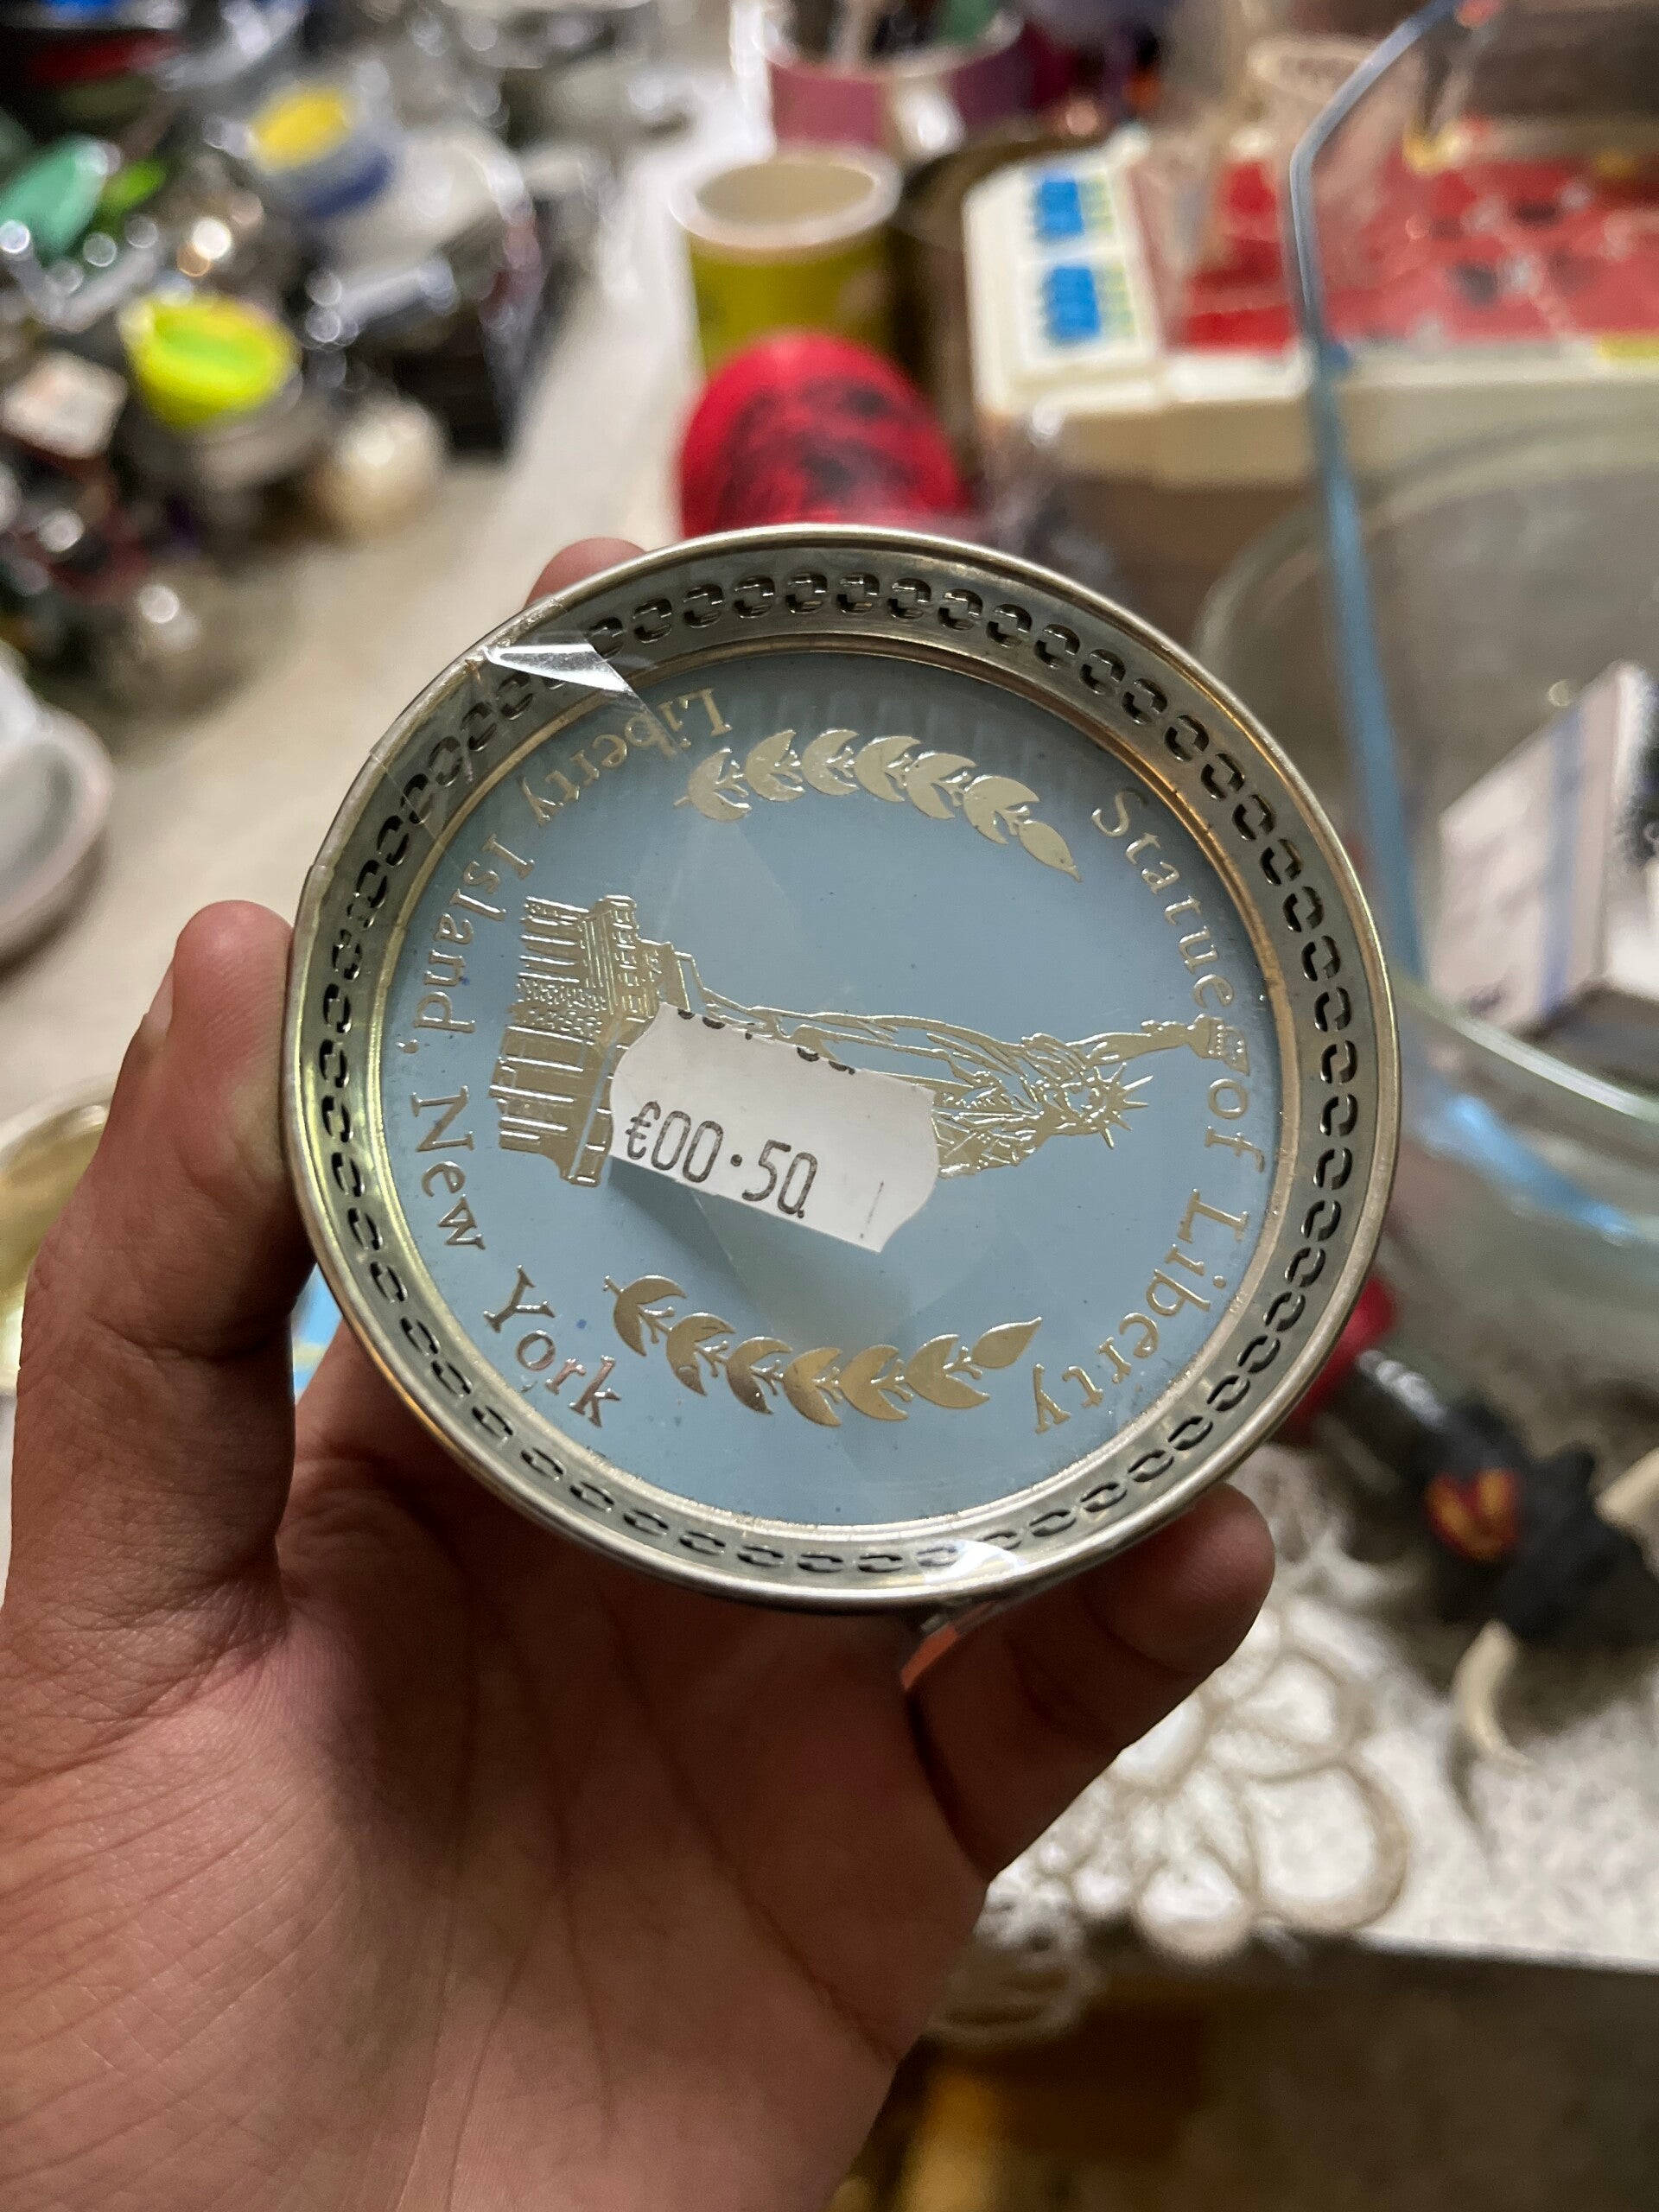 Statue of Liberty
Liberty Island, New York
€00.50